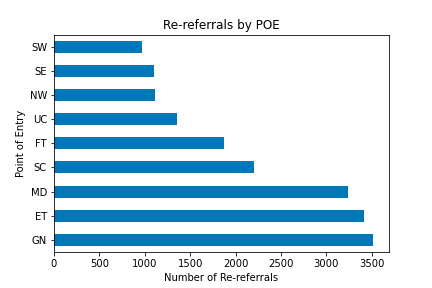 Re-referrals by POE
SW
SE
NW
UC
FT
SC
MD
ET
GN
Point of Entry
0 500 1000 1500 2000 2500 3000 3500
Number of Re-referrals